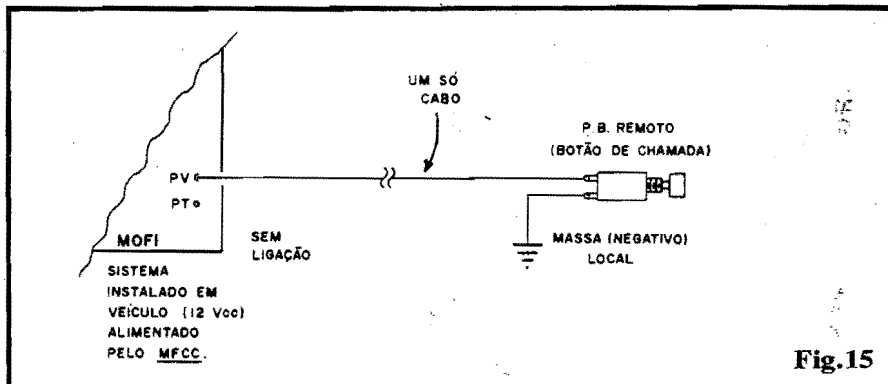 UM SÓ
CABO
P.B. REMOTO
(BOTÃO DE CHAMADA)
PV
PT
MOFI
SEM
LIGAÇÃO
MASSA (NEGATIVO)
LOCAL
SISTEMA
INSTALADO EM
VEÍCULO (12 Vcc)
ALIMENTADO
PELO MFCC.
Fig.15